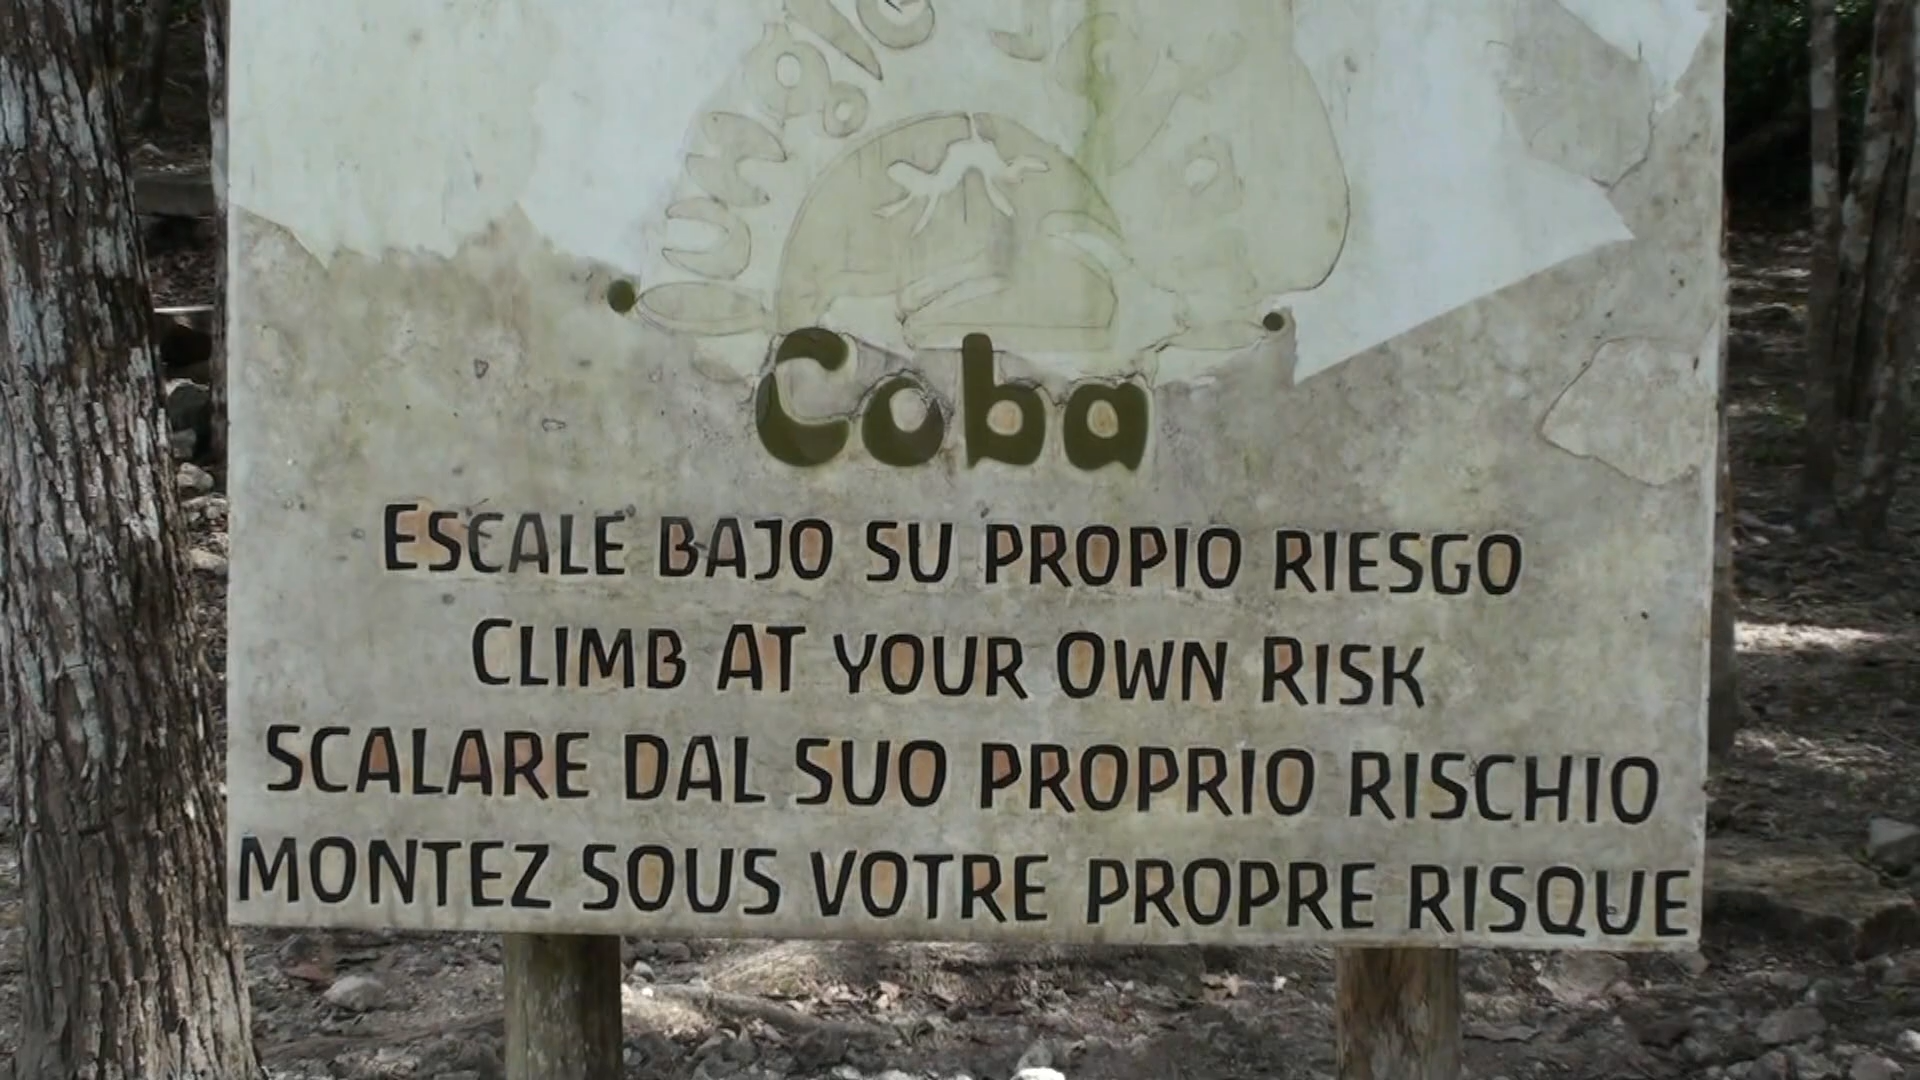 Coba
ESCALE BAJO SU PROPIO RIESGO
CLIMB AT YOUR OWN RISK
SCALARE DAL SUO PROPRIO RISCHIO
MONTEZ SOUS VOTRE PROPRE RISQUE